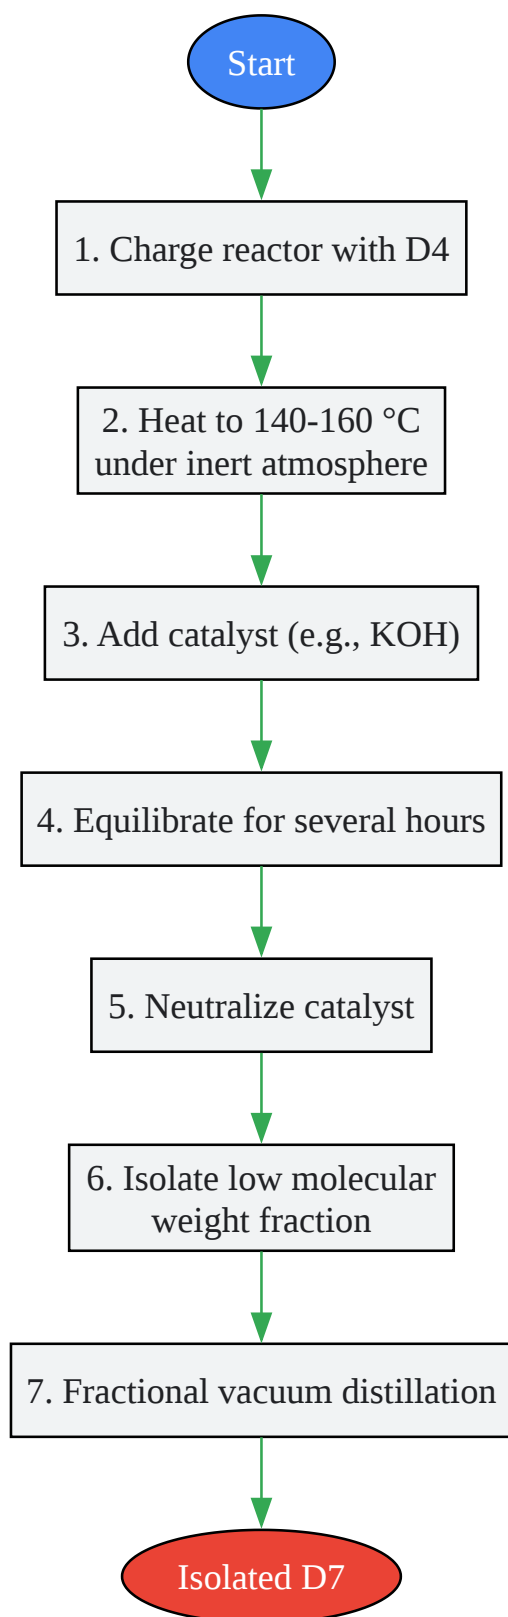 Start
1. Charge reactor with D4
2. Heat to 140-160 °C
under inert atmosphere
3. Add catalyst (e.g., KOH)
4. Equilibrate for several hours
5. Neutralize catalyst
6. Isolate low molecular
weight fraction
7. Fractional vacuum distillation
Isolated D7